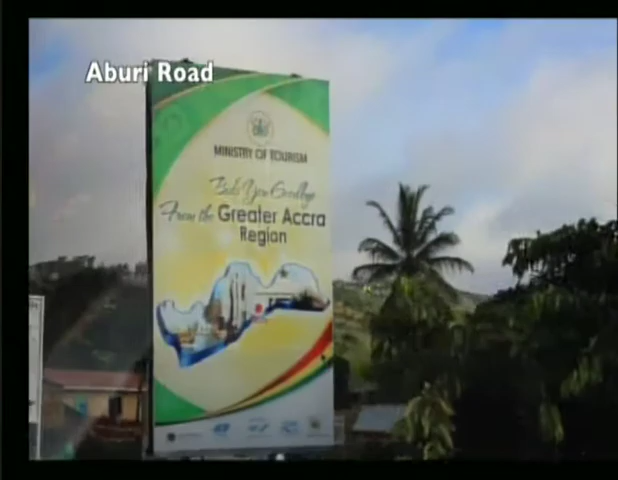 Aburi Road
MINISTRY OF TOURISM
Bids You Goodbye
From the Greater Accra
Region